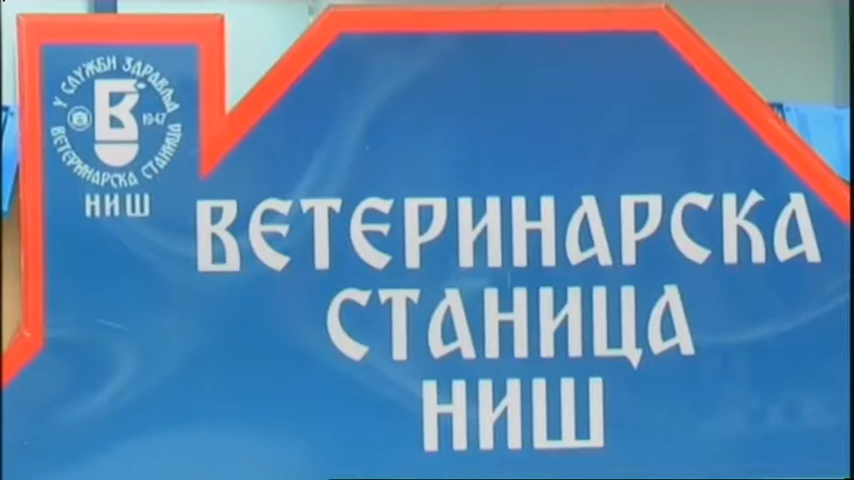 У СЛУЖБИ ЗДРАВЉА
В
1947
ВЕТЕРИНАРСКА СТАНИЦА
НИШ
ВЕТЕРИНАРСКА
СТАНИЦА
НИШ